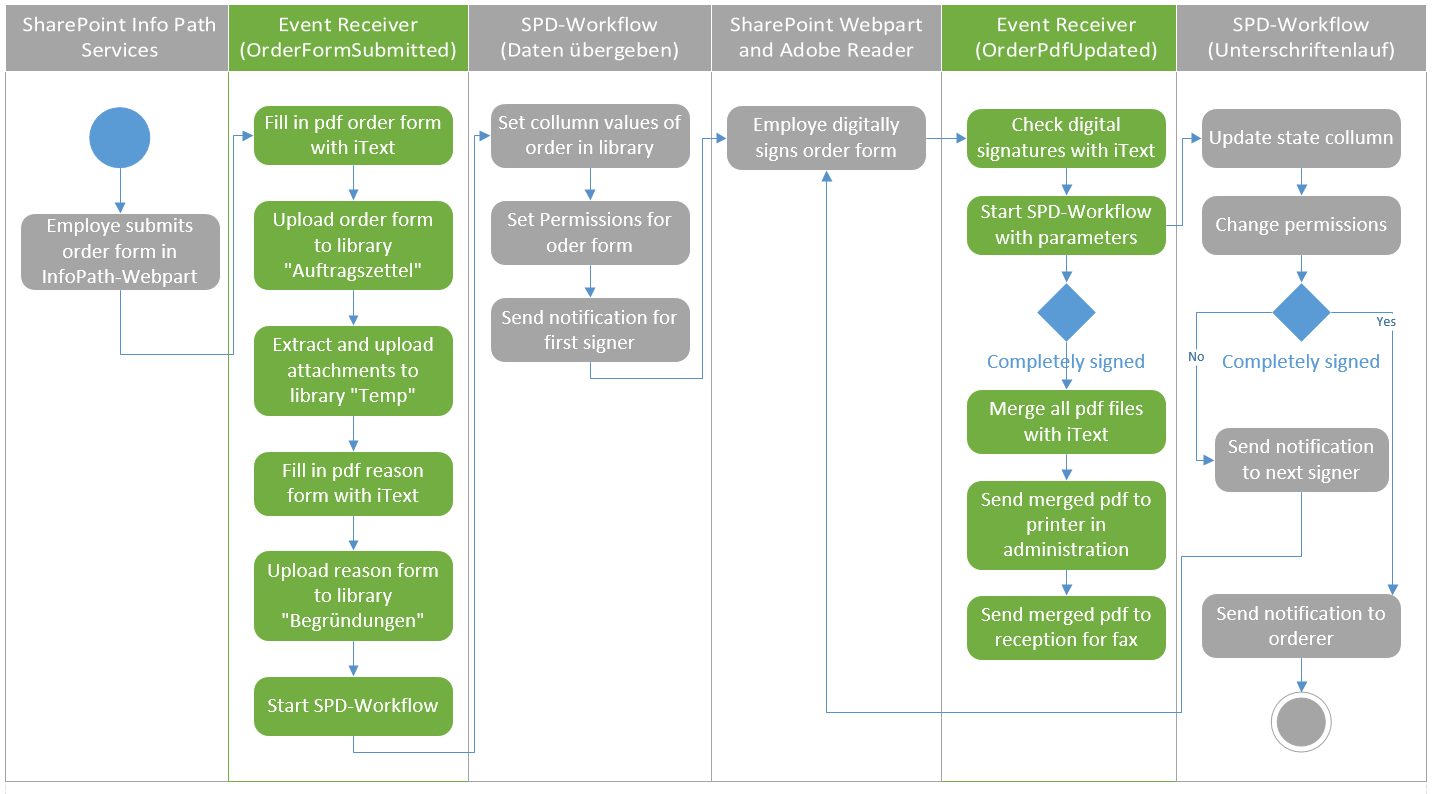 SharePoint Info Path
Services
Event Receiver
(OrderFormSubmitted)
SPD-Workflow
(Daten übergeben)
SharePoint Webpart
and Adobe Reader
Event Receiver
(OrderPdfUpdated)
SPD-Workflow
(Unterschriftenlauf)
Employe submits
order form in
InfoPath-Webpart
Fill in pdf order form
with iText
Upload order form
to library
"Auftragszettel"
Extract and upload
attachments to
library "Temp"
Fill in pdf reason
form with iText
Upload reason form
to library
"Begründungen"
Start SPD-Workflow
Set collumn values of
order in library
Set Permissions for
oder form
Send notification for
first signer
Employe digitally
signs order form
Check digital
signatures with iText
Start SPD-Workflow
with parameters
Completely signed
Merge all pdf files
with iText
Send merged pdf to
printer in
administration
Send merged pdf to
reception for fax
Update state collumn
Change permissions
Yes
No
Completely signed
Send notification
to next signer
Send notification to
orderer